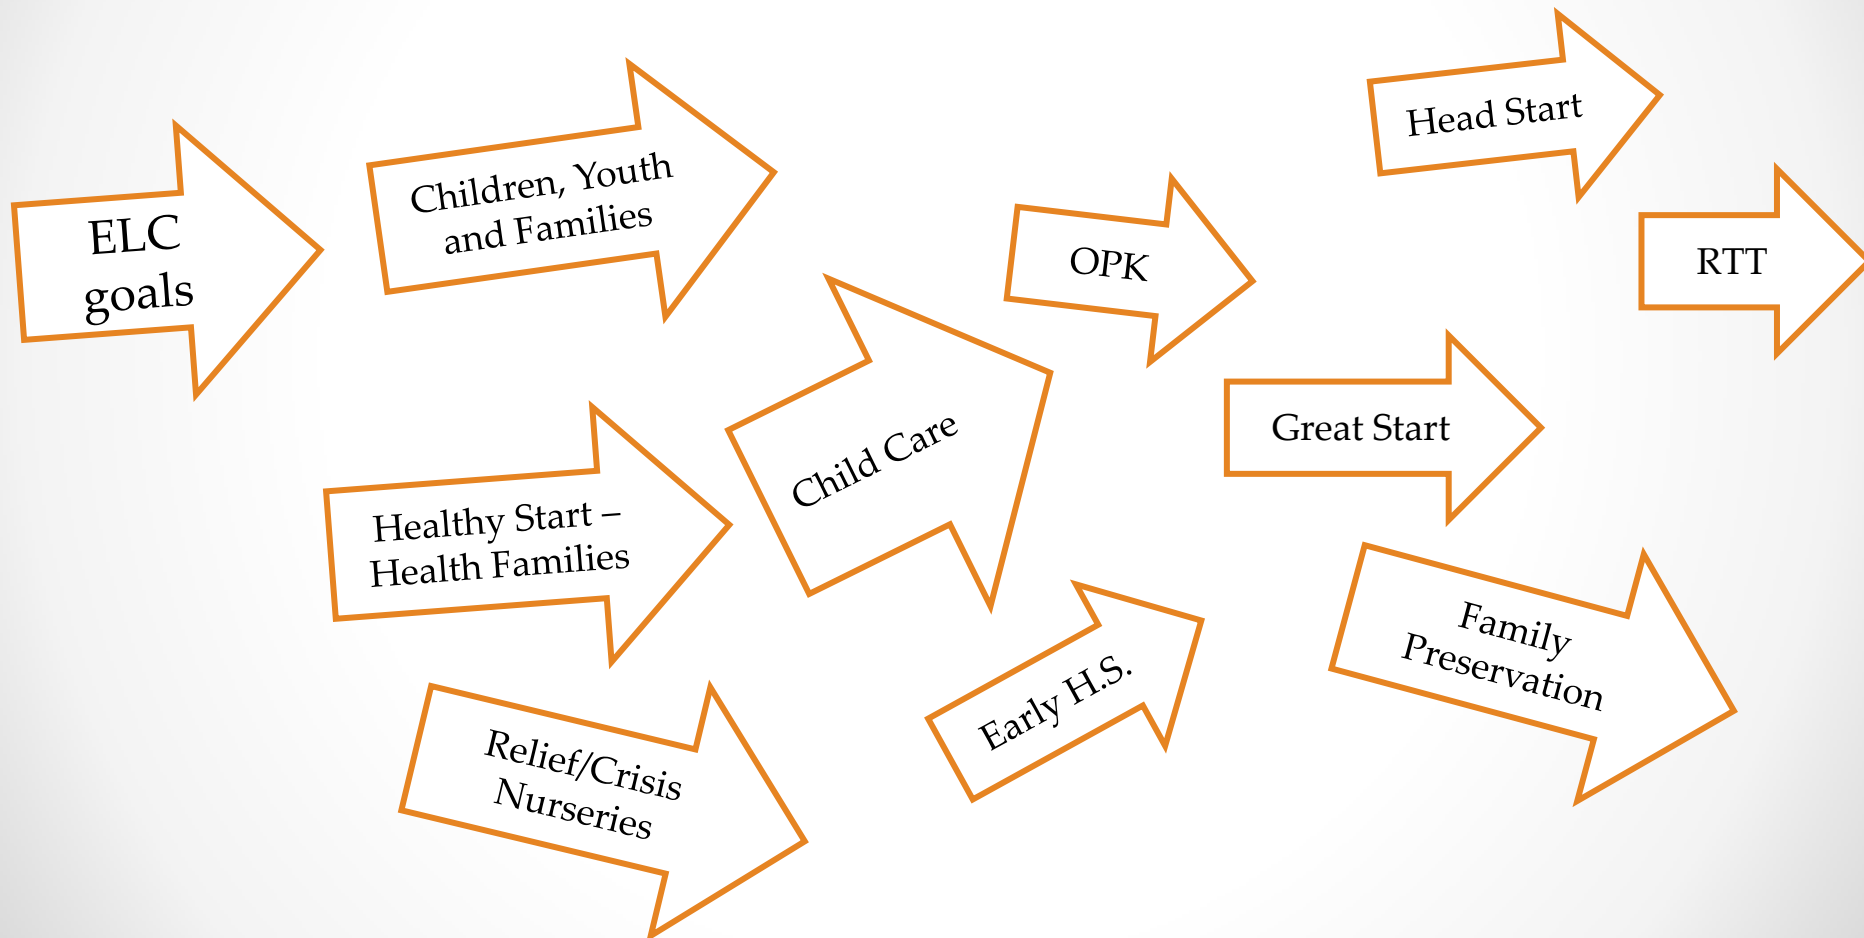 ELC
goals
Children, Youth
and Families
Healthy Start –
Health Families
Relief/Crisis
Nurseries
Child Care
Early H.S.
OPK
Great Start
Head Start
RTT
Family
Preservation